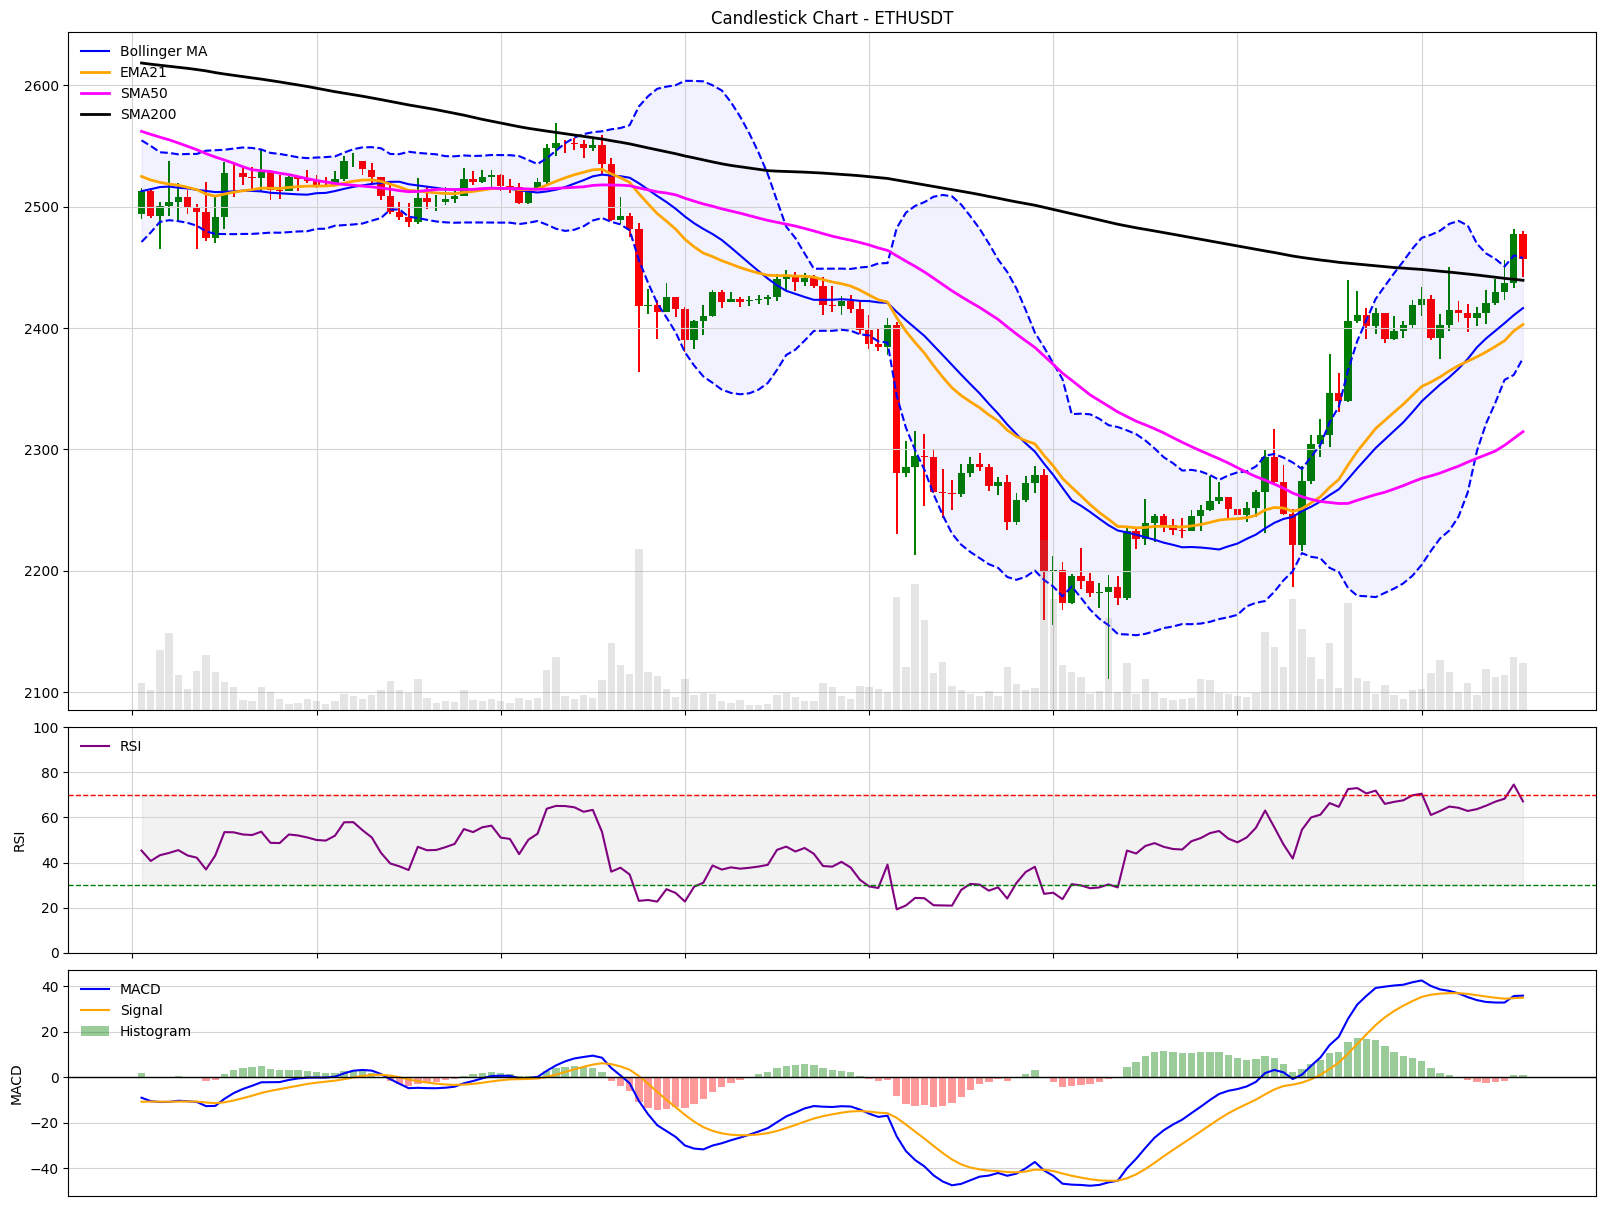 Candlestick Chart - ETHUSDT
Bollinger MA
EMA21
SMA50
SMA200
2600
2500
2400
2300
2200
2100
RSI
100
80
60
40
20
0
RSI
MACD
Signal
Histogram
40
20
0
−20
−40
MACD